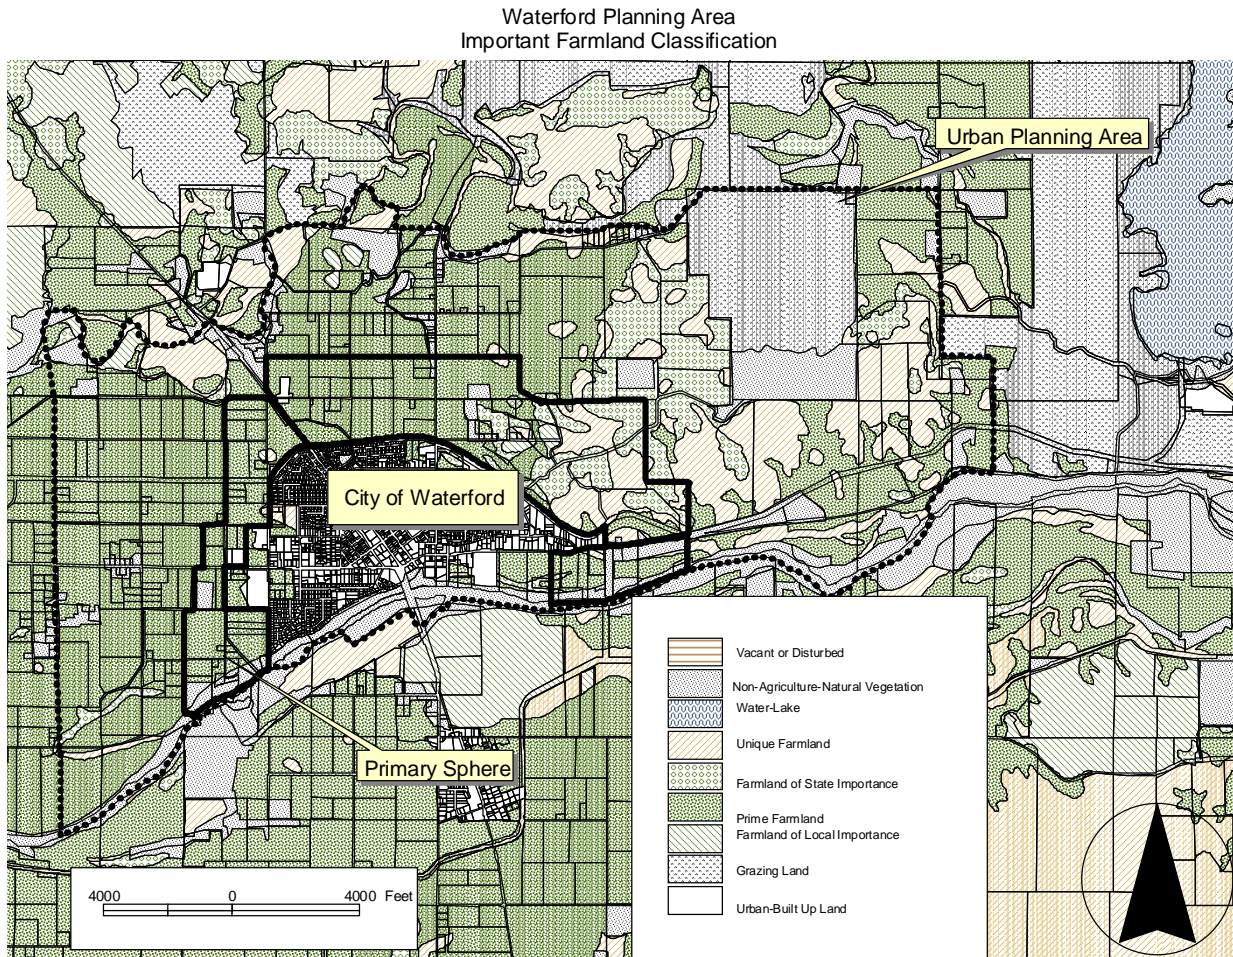 Waterford Planning Area
Important Farmland Classification
Urban Planning Area
City of Waterford
Primary Sphere
Vacant or Disturbed
Non-Agriculture-Natural Vegetation
Water-Lake
Unique Farmland
Farmland of State Importance
Prime Farmland
Farmland of Local Importance
Grazing Land
Urban-Built Up Land
4000 0 4000 Feet